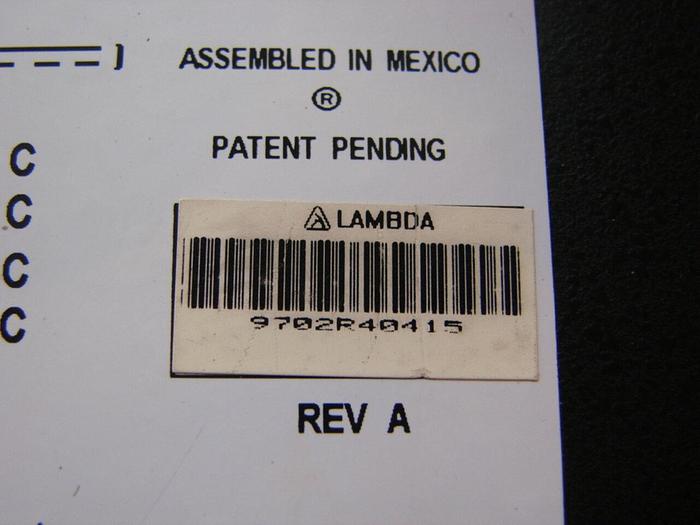 ASSEMBLED IN MEXICO
®
PATENT PENDING
C
C
C
C
LAMBDA
9702R40415
REV A